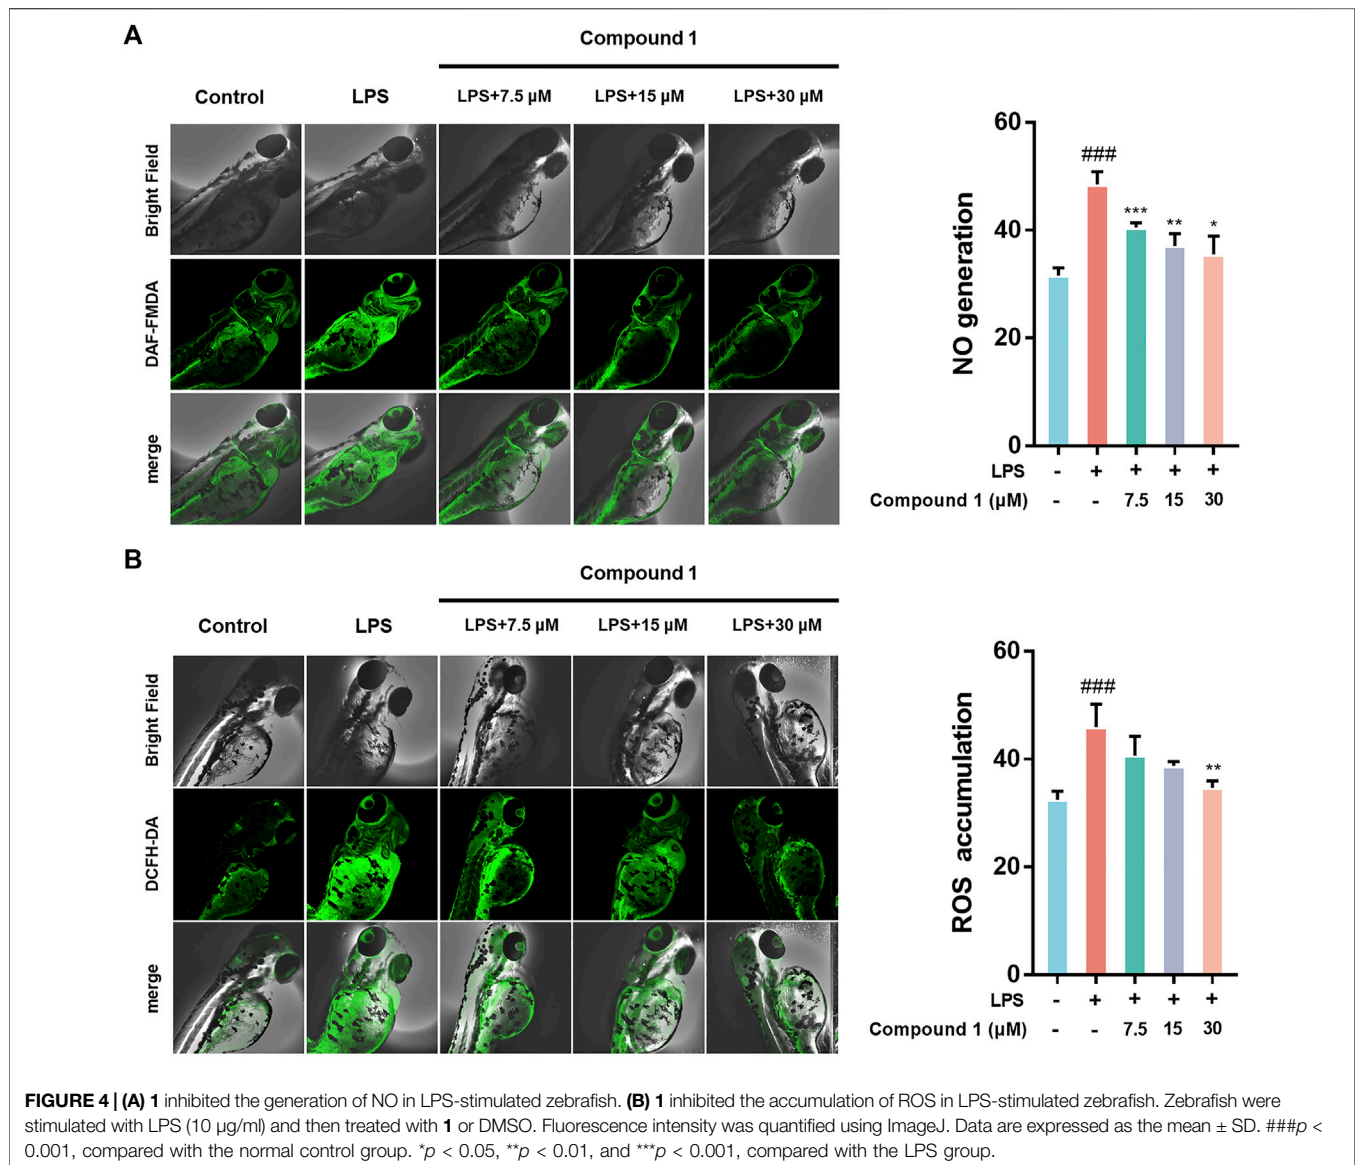 A
Compound 1
Control LPS LPS+7.5 µM LPS+15 µM LPS+30 µM
Bright Field
DAF-FMDA
merge
NO generation
60
40
20
0
###
***
**
*
LPS - + + + +
Compound 1 (µM) - - 7.5 15 30
B
Compound 1
Control LPS LPS+7.5 µM LPS+15 µM LPS+30 µM
Bright Field
DCFH-DA
merge
ROS accumulation
60
40
20
0
###
**
LPS - + + + +
Compound 1 (µM) - - 7.5 15 30
FIGURE 4 | (A) 1 inhibited the generation of NO in LPS-stimulated zebrafish. (B) 1 inhibited the accumulation of ROS in LPS-stimulated zebrafish. Zebrafish were
stimulated with LPS (10 µg/ml) and then treated with 1 or DMSO. Fluorescence intensity was quantified using ImageJ. Data are expressed as the mean ± SD. ###p <
0.001, compared with the normal control group. *p < 0.05, **p < 0.01, and ***p < 0.001, compared with the LPS group.